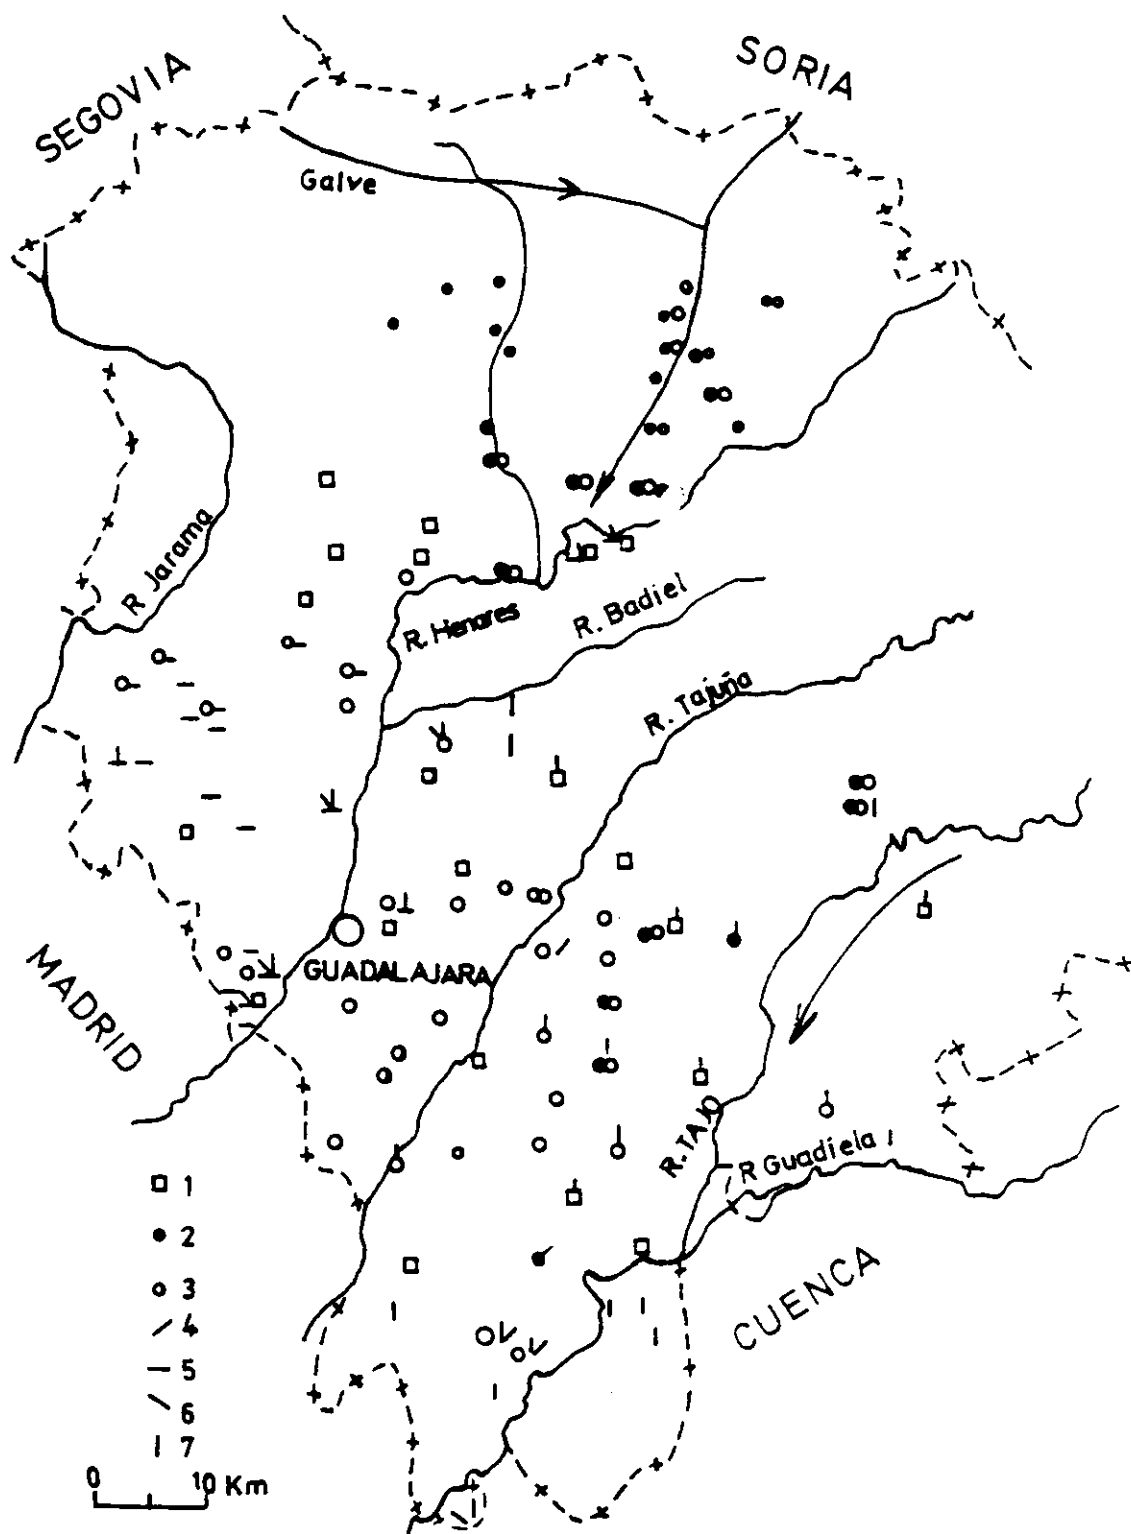 SEGOVIA
SORIA
Galve
R Jarama
R. Henares
R. Badiel
R. Tajuña
GUADALAJARA
MADRID
R. TAJO
R Guadiela
CUENCA
1
2
3
4
5
6
7
0 10 Km